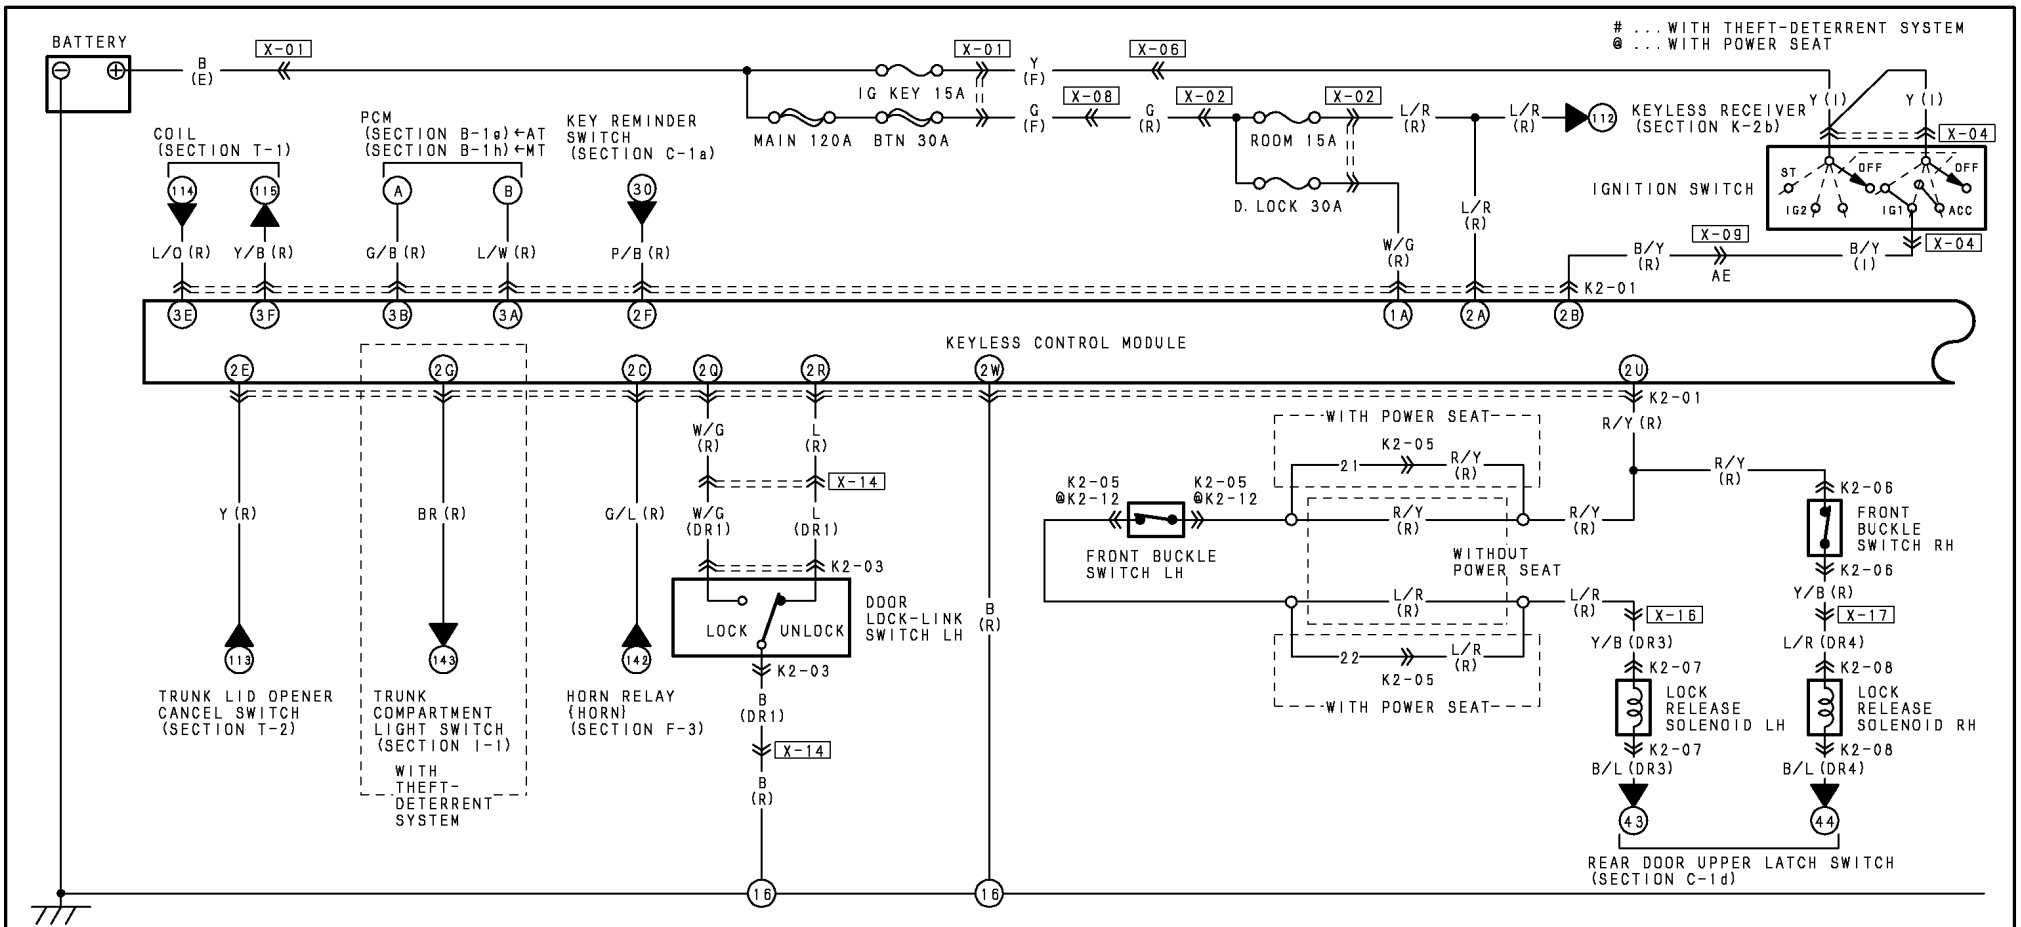 # ...WITH THEFT-DETERRENT SYSTEM
@ ...WITH POWER SEAT
BATTERY
B
(E)
X-01
IG KEY 15A
X-01
Y
(F)
X-06
MAIN 120A
BTN 30A
G
(F)
X-08
G
(R)
X-02
ROOM 15A
X-02
L/R
(R)
L/R
(R)
112
KEYLESS RECEIVER
(SECTION K-2b)
D.LOCK 30A
W/G
(R)
L/R
(R)
Y(I)
Y(I)
X-04
IGNITION SWITCH
ST
OFF
OFF
IG2
IG1
ACC
X-04
B/Y
(R)
X-09
AE
B/Y
(I)
COIL
(SECTION T-1)
114
115
L/O(R)
Y/B(R)
PCM
(SECTION B-1g)←AT
(SECTION B-1h)←MT
A
B
G/B(R)
L/W(R)
KEY REMINDER
SWITCH
(SECTION C-1a)
30
P/B(R)
K2-01
3E
3F
3B
3A
2F
1A
2A
2B
KEYLESS CONTROL MODULE
2E
2G
2C
2Q
2R
2W
2U
K2-01
Y(R)
113
TRUNK LID OPENER
CANCEL SWITCH
(SECTION T-2)
BR(R)
143
TRUNK
COMPARTMENT
LIGHT SWITCH
(SECTION I-1)
WITH
THEFT-
DETERRENT
SYSTEM
G/L(R)
142
HORN RELAY
{HORN}
(SECTION F-3)
W/G
(R)
L
(R)
X-14
W/G
(DR1)
L
(DR1)
K2-03
LOCK
UNLOCK
DOOR
LOCK-LINK
SWITCH LH
K2-03
B
(DR1)
X-14
B
(R)
16
B
(R)
16
WITH POWER SEAT
K2-05
21
R/Y
(R)
K2-05
@K2-12
K2-05
@K2-12
FRONT BUCKLE
SWITCH LH
R/Y
(R)
R/Y
(R)
WITHOUT
POWER SEAT
L/R
(R)
L/R
(R)
22
L/R
(R)
K2-05
WITH POWER SEAT
R/Y(R)
R/Y
(R)
K2-06
FRONT
BUCKLE
SWITCH RH
K2-06
Y/B(R)
X-16
X-17
Y/B(DR3)
L/R(DR4)
K2-07
K2-08
LOCK
RELEASE
SOLENOID LH
LOCK
RELEASE
SOLENOID RH
K2-07
K2-08
B/L(DR3)
B/L(DR4)
43
44
REAR DOOR UPPER LATCH SWITCH
(SECTION C-1d)